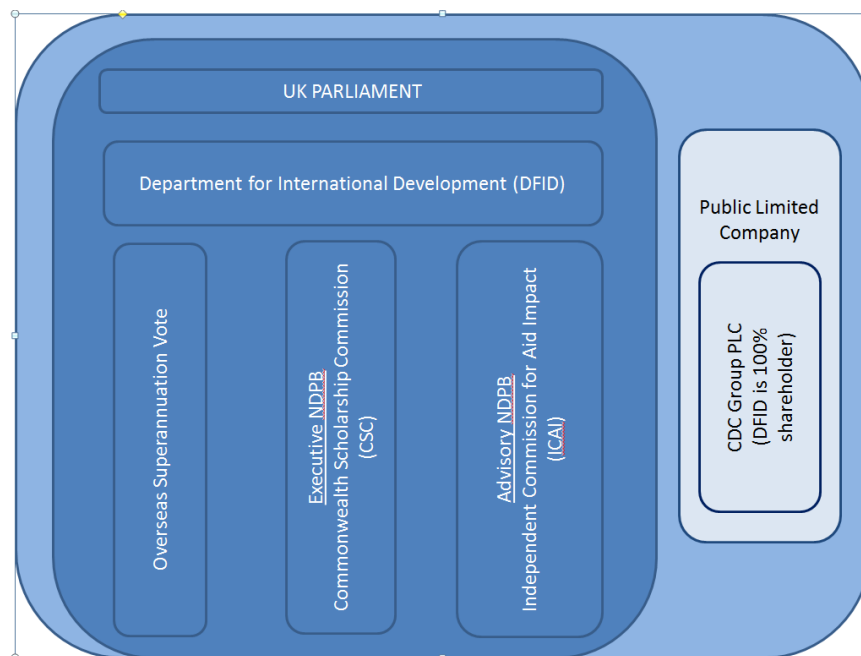 UK PARLIAMENT
Department for International Development (DFID)
Overseas Superannuation Vote
Executive NDPB
Commonwealth Scholarship Commission
(CSC)
Advisory NDPB
Independent Commission for Aid Impact
(ICAI)
Public Limited
Company
CDC Group PLC
(DFID is 100%
shareholder)